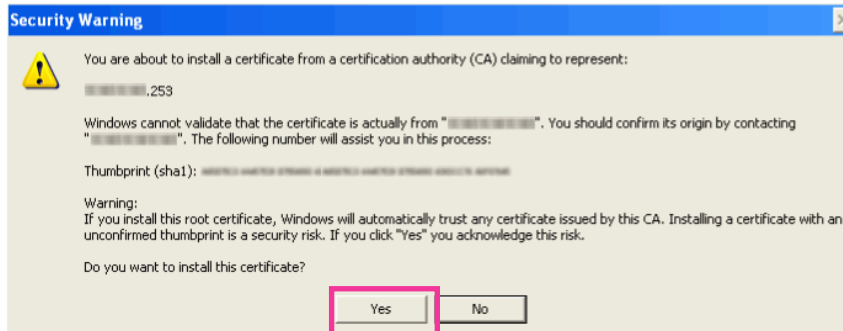 Security Warning
You are about to install a certificate from a certification authority (CA) claiming to represent:
.253
Windows cannot validate that the certificate is actually from "". You should confirm its origin by contacting
"". The following number will assist you in this process:
Thumbprint (sha1):
Warning:
If you install this root certificate, Windows will automatically trust any certificate issued by this CA. Installing a certificate with an
unconfirmed thumbprint is a security risk. If you click "Yes" you acknowledge this risk.
Do you want to install this certificate?
Yes No